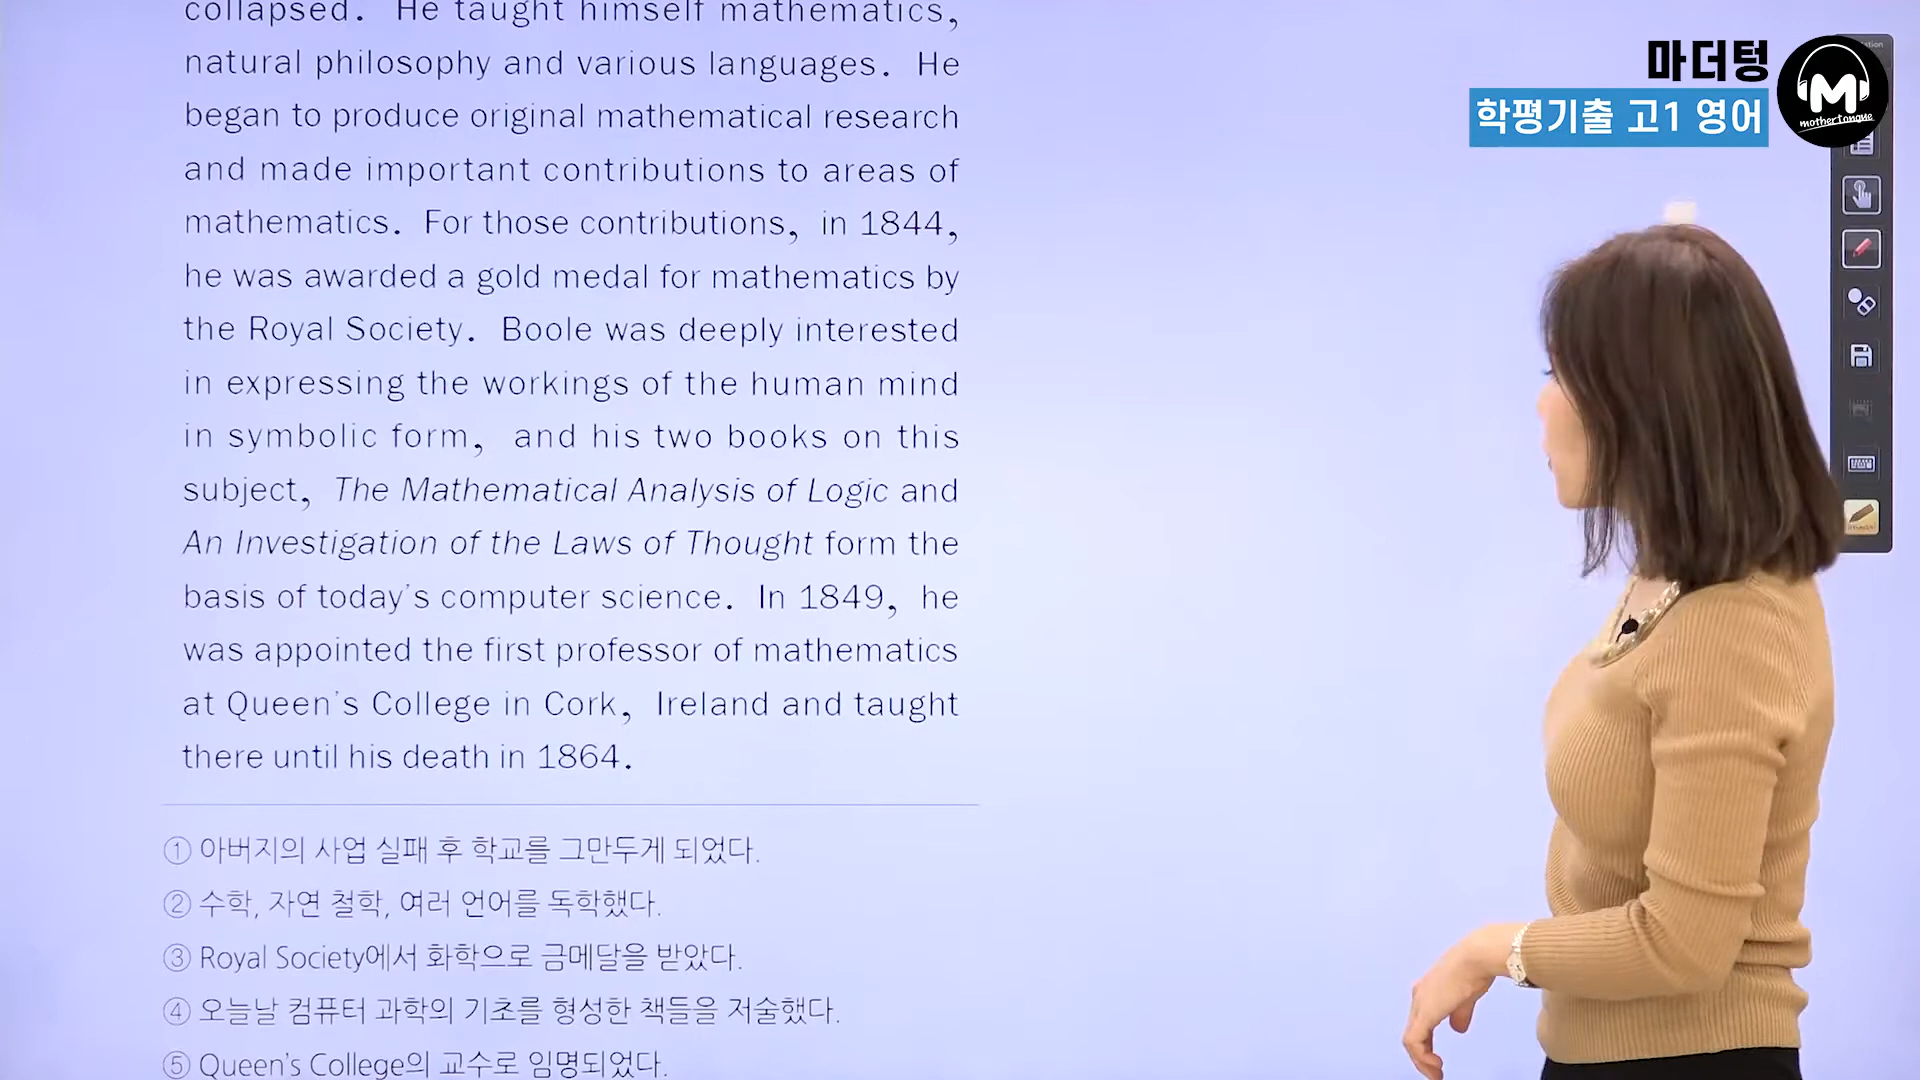 collapsed. He taught himself mathematics,
natural philosophy and various languages. He
began to produce original mathematical research
and made important contributions to areas of
mathematics. For those contributions, in 1844,
he was awarded a gold medal for mathematics by
the Royal Society. Boole was deeply interested
in expressing the workings of the human mind
in symbolic form, and his two books on this
subject, The Mathematical Analysis of Logic and
An Investigation of the Laws of Thought form the
basis of today's computer science. In 1849, he
was appointed the first professor of mathematics
at Queen's College in Cork, Ireland and taught
there until his death in 1864.
① 아버지의 사업 실패 후 학교를 그만두게 되었다.
② 수학, 자연 철학, 여러 언어를 독학했다.
③ Royal Society에서 화학으로 금메달을 받았다.
④ 오늘날 컴퓨터 과학의 기초를 형성한 책들을 저술했다.
⑤ Queen's College의 교수로 임명되었다.
마더텅
학평기출 고1 영어
M
mothertongue